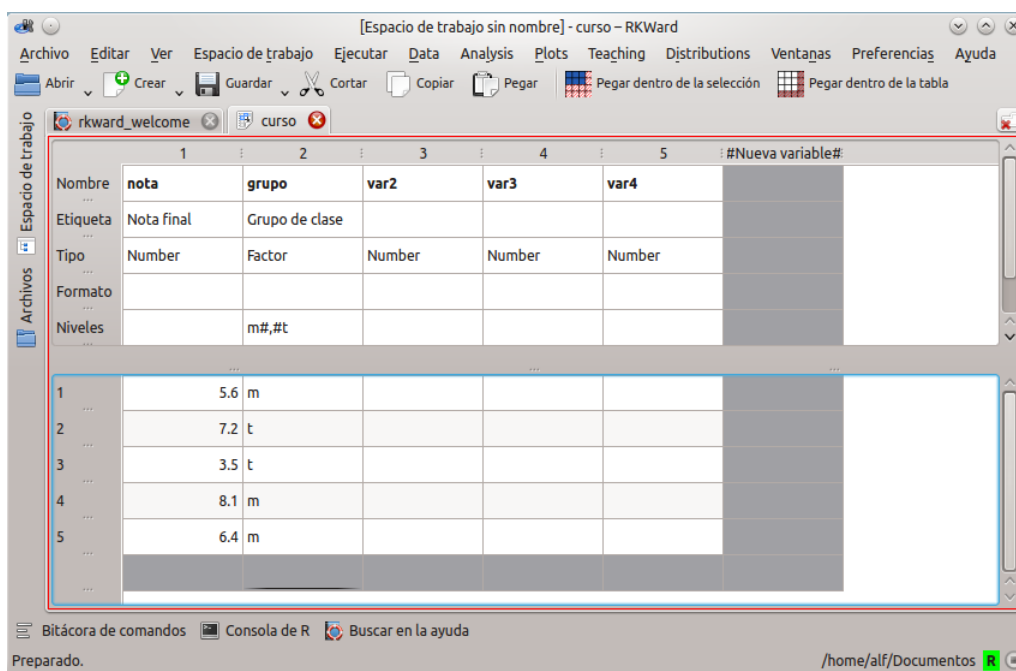 [Espacio de trabajo sin nombre] - curso – RKWard
Archivo Editar Ver Espacio de trabajo Ejecutar Data Analysis Plots Teaching Distributions Ventanas Preferencias Ayuda
Abrir Crear Guardar Cortar Copiar Pegar Pegar dentro de la selección Pegar dentro de la tabla
rkward_welcome curso
Espacio de trabajo
Archivos
1 2 3 4 5 #Nueva variable#
Nombre nota grupo var2 var3 var4
Etiqueta Nota final Grupo de clase
Tipo Number Factor Number Number Number
Formato
Niveles m#,#t
1 5.6 m
2 7.2 t
3 3.5 t
4 8.1 m
5 6.4 m
Bitácora de comandos Consola de R Buscar en la ayuda
Preparado. /home/alf/Documentos R